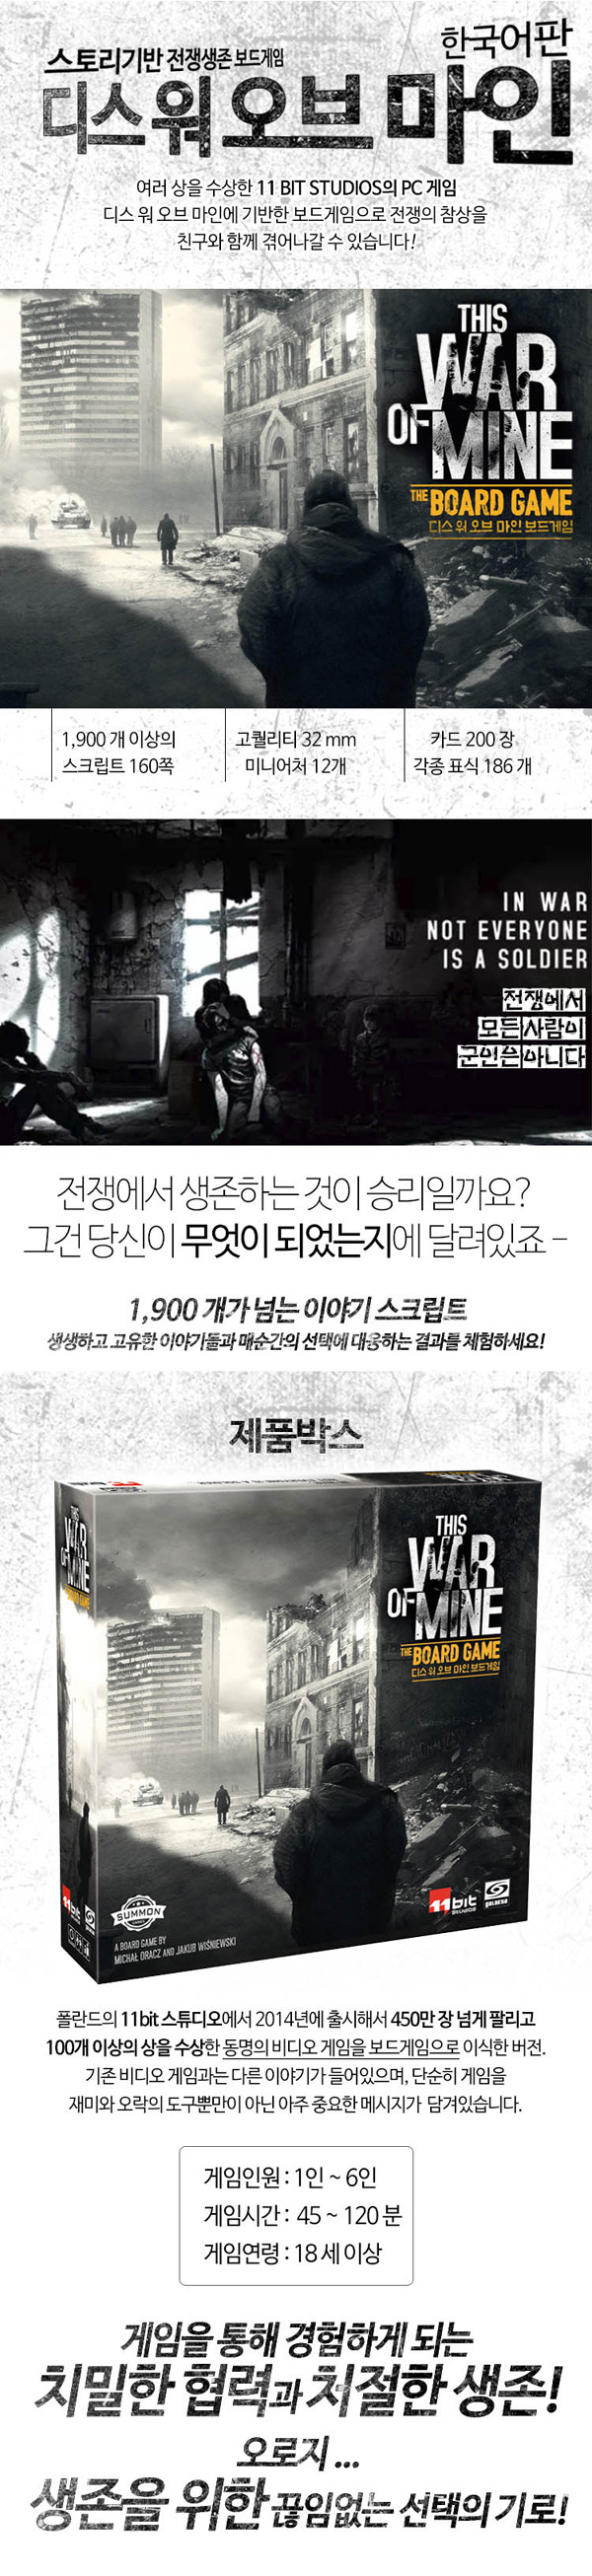 한국어판
스토리기반 전쟁생존 보드게임
디스 워 오브 마인
여러 상을 수상한 11 BIT STUDIOS의 PC 게임
디스 워 오브 마인에 기반한 보드게임으로 전쟁의 참상을
친구와 함께 겪어나갈 수 있습니다!
THIS
WAR
OF MINE
THE BOARD GAME
디스 워 오브 마인 보드게임
1,900 개 이상의
스크립트 160쪽
고퀄리티 32 mm
미니어처 12개
카드 200 장
각종 표식 186 개
IN WAR
NOT EVERYONE
IS A SOLDIER
전쟁에서
모든 사람이
군인은 아니다
전쟁에서 생존하는 것이 승리일까요?
그건 당신이 무엇이 되었는지에 달려있죠 –
1,900 개가 넘는 이야기 스크립트
생생하고 고유한 이야기들과 매순간의 선택에 대응하는 결과를 체험하세요!
제품박스
THIS
WAR
OF MINE
THE BOARD GAME
THIS
WAR
OF MINE
THE BOARD GAME
디스 워 오브 마인 보드게임
11bit
SUMMON
A BOARD GAME BY
MICHAŁ ORACZ AND JAKUB WIŚNIEWSKI
11bit
STUDIOS
galakta
폴란드의 11bit 스튜디오에서 2014년에 출시해서 450만 장 넘게 팔리고
100개 이상의 상을 수상한 동명의 비디오 게임을 보드게임으로 이식한 버전.
기존 비디오 게임과는 다른 이야기가 들어있으며, 단순히 게임을
재미와 오락의 도구뿐만이 아닌 아주 중요한 메시지가 담겨있습니다.
게임인원 : 1인 ~ 6인
게임시간 : 45 ~ 120 분
게임연령 : 18 세 이상
게임을 통해 경험하게 되는
치밀한 협력과 처절한 생존!
오로지 ...
생존을 위한 끊임없는 선택의 기로!